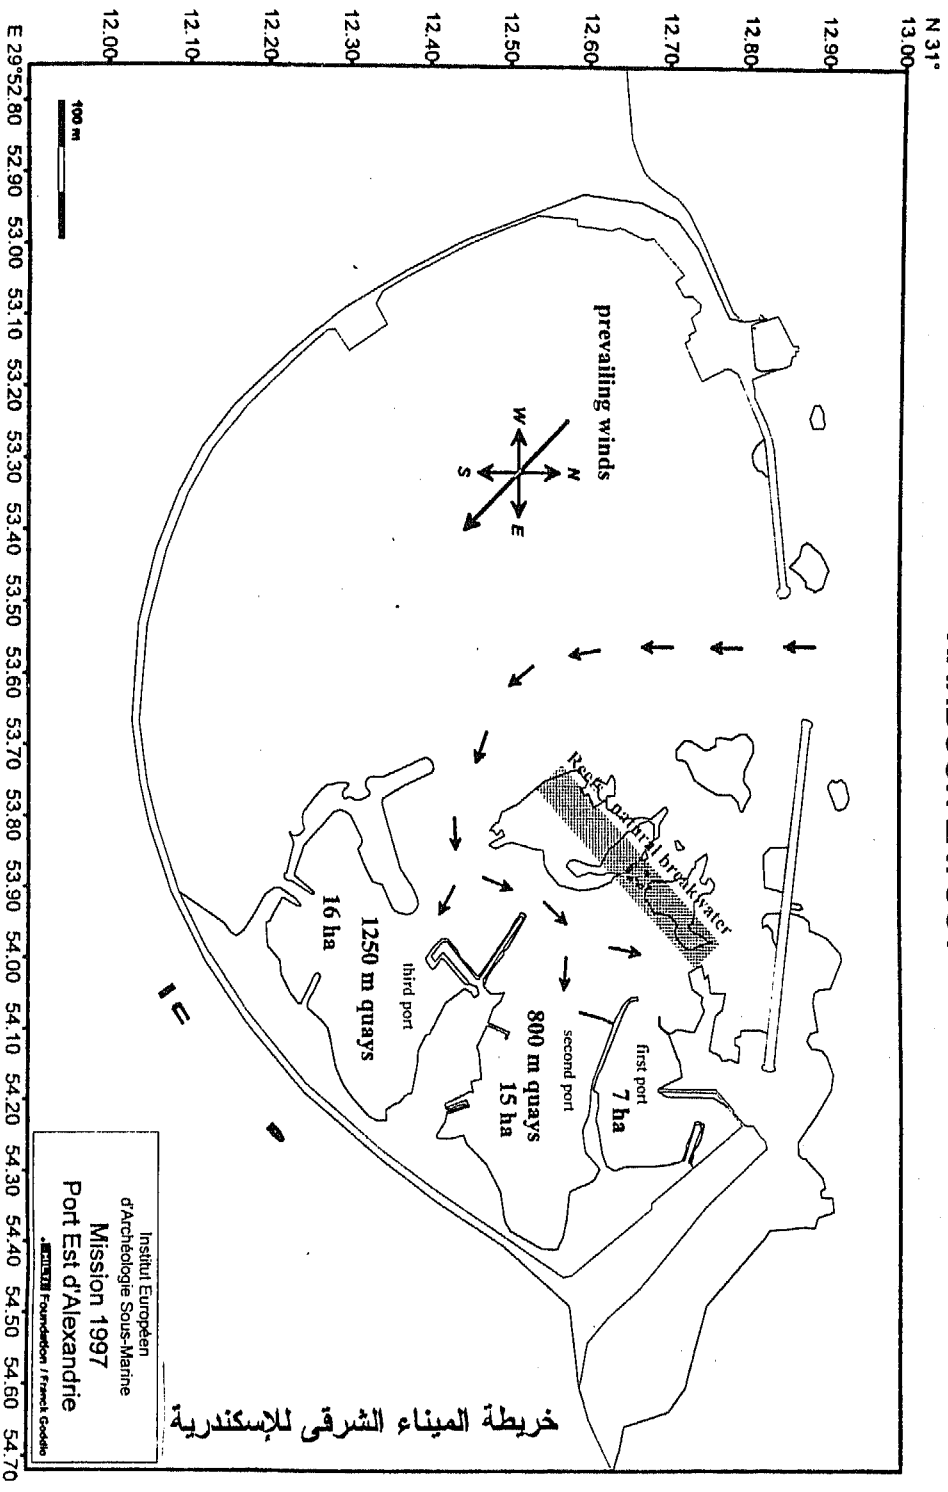 N 31°
13.00
12.90
12.80
12.70
12.60
12.50
12.40
12.30
12.20
12.10
12.00
E 29°52.80 52.90 53.00 53.10 53.20 53.30 53.40 53.50 53.60 53.70 53.80 53.90 54.00 54.10 54.20 54.30 54.40 54.50 54.60 54.70
100 m
prevailing winds
N
W
E
S
Reefs natural breakwater
first port
7 ha
second port
800 m quays
15 ha
third port
1250 m quays
16 ha
Institut Européen
d'Archéologie Sous-Marine
Mission 1997
Port Est d'Alexandrie
Foundation / Franck Goddio
خريطة الميناء الشرقى للإسكندرية